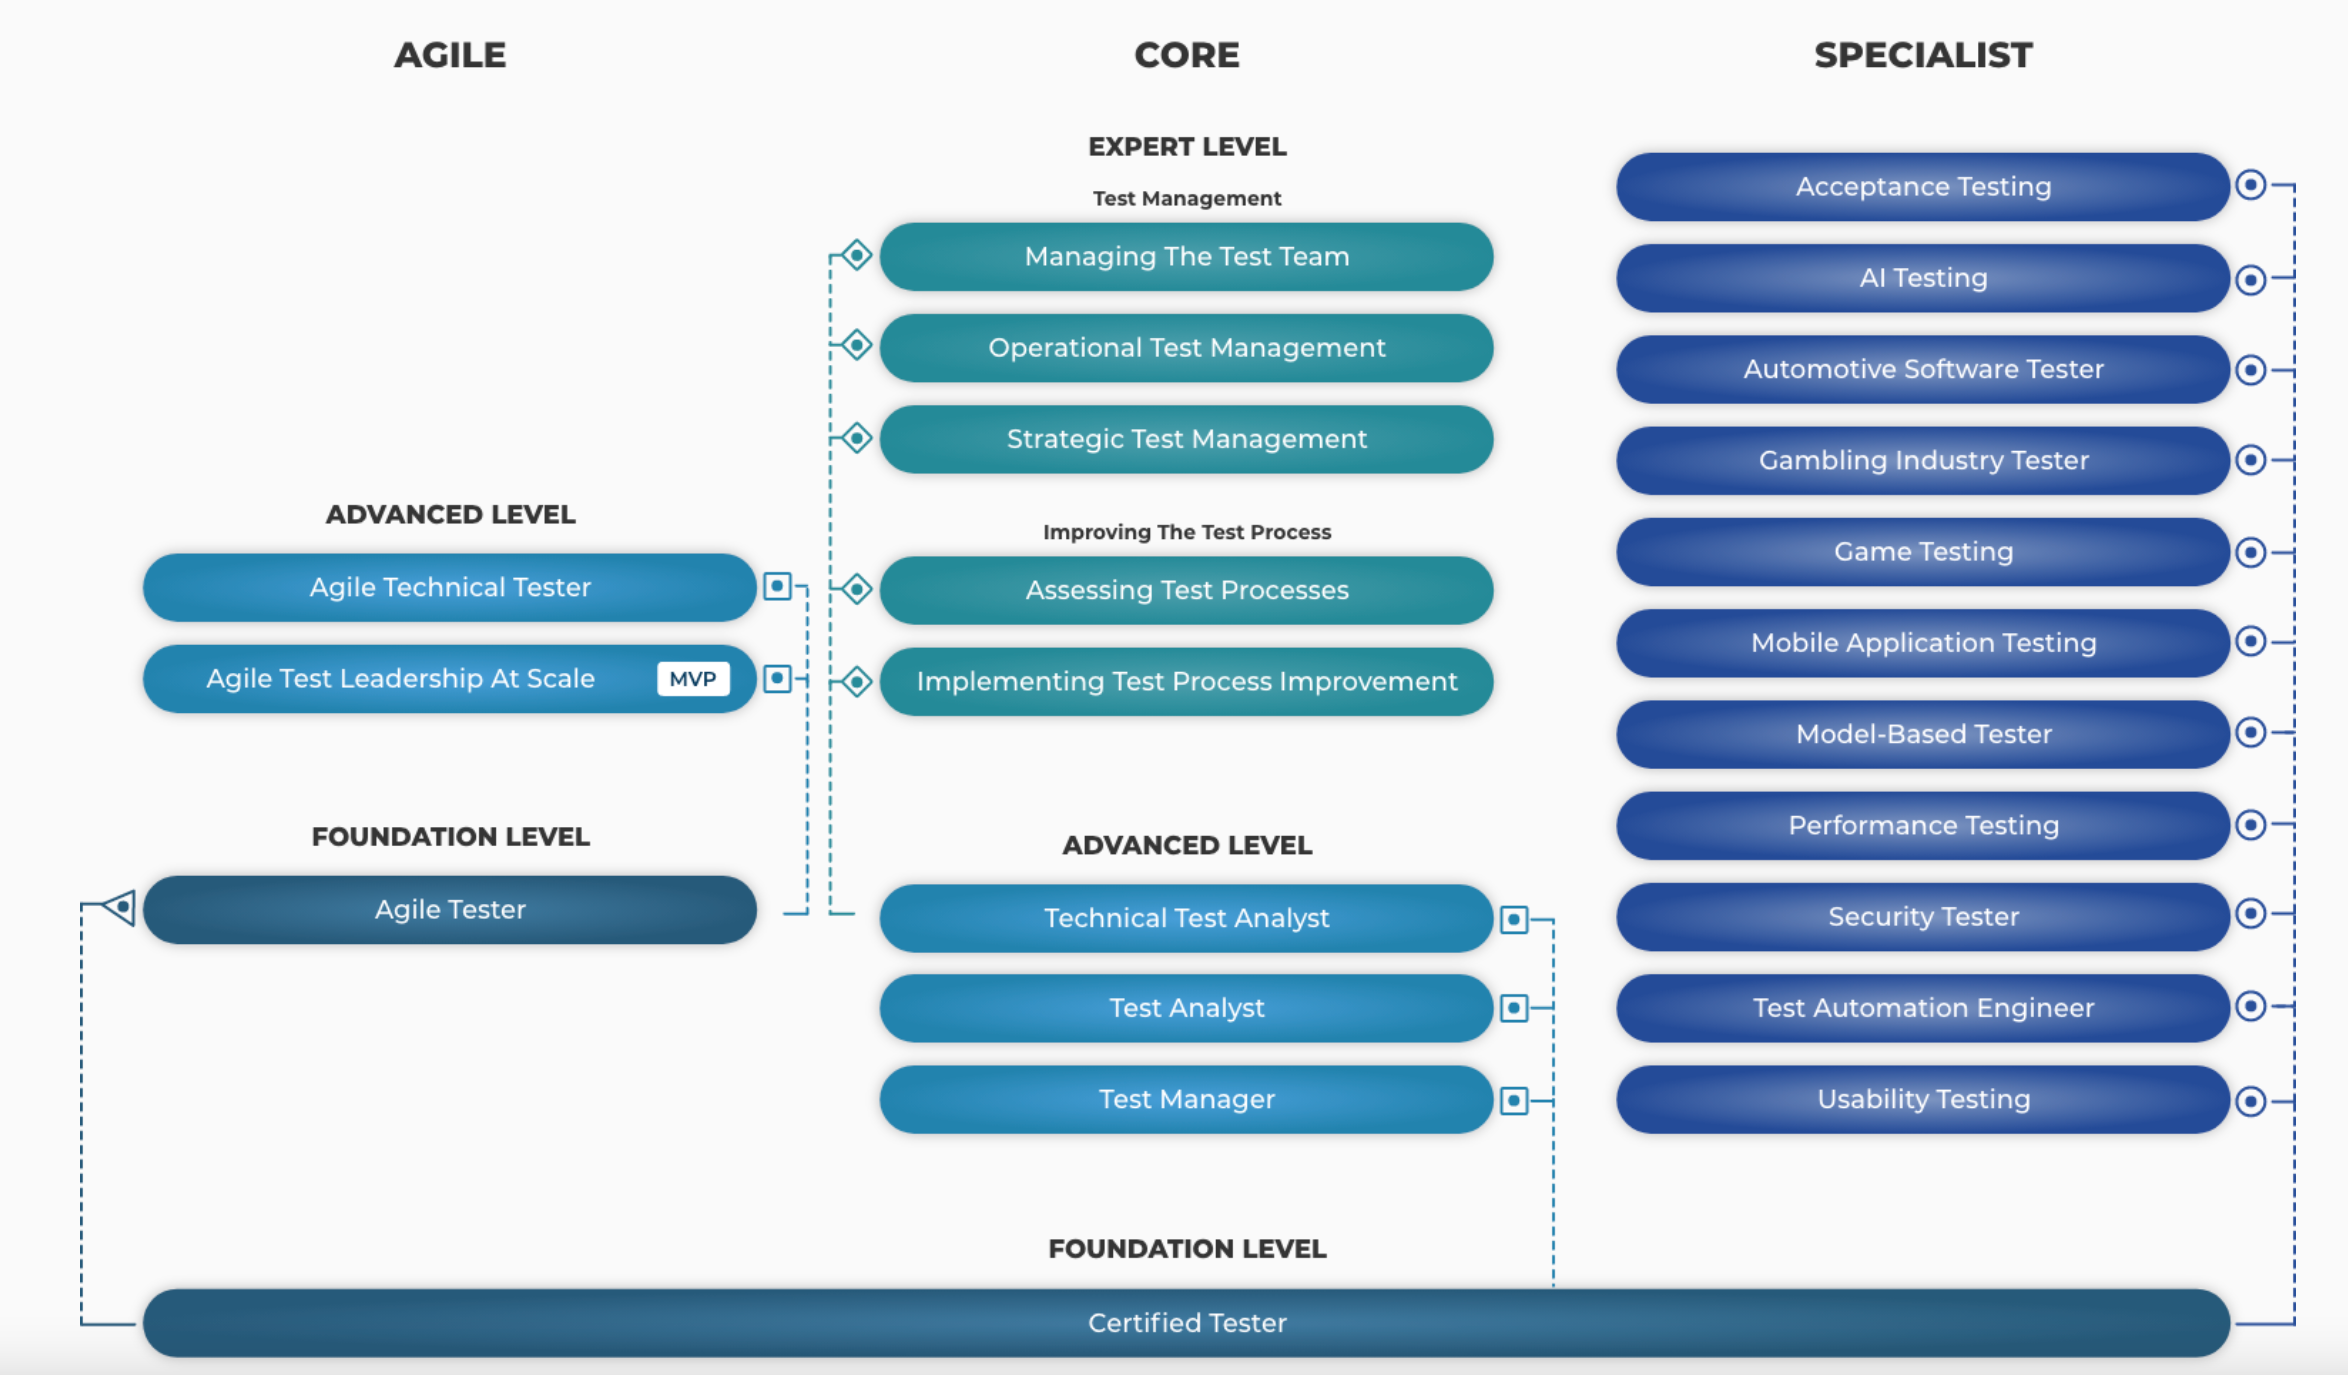 AGILE
CORE
SPECIALIST
ADVANCED LEVEL
Agile Technical Tester
Agile Test Leadership At Scale MVP
FOUNDATION LEVEL
Agile Tester
EXPERT LEVEL
Test Management
Managing The Test Team
Operational Test Management
Strategic Test Management
Improving The Test Process
Assessing Test Processes
Implementing Test Process Improvement
ADVANCED LEVEL
Technical Test Analyst
Test Analyst
Test Manager
Acceptance Testing
AI Testing
Automotive Software Tester
Gambling Industry Tester
Game Testing
Mobile Application Testing
Model-Based Tester
Performance Testing
Security Tester
Test Automation Engineer
Usability Testing
FOUNDATION LEVEL
Certified Tester